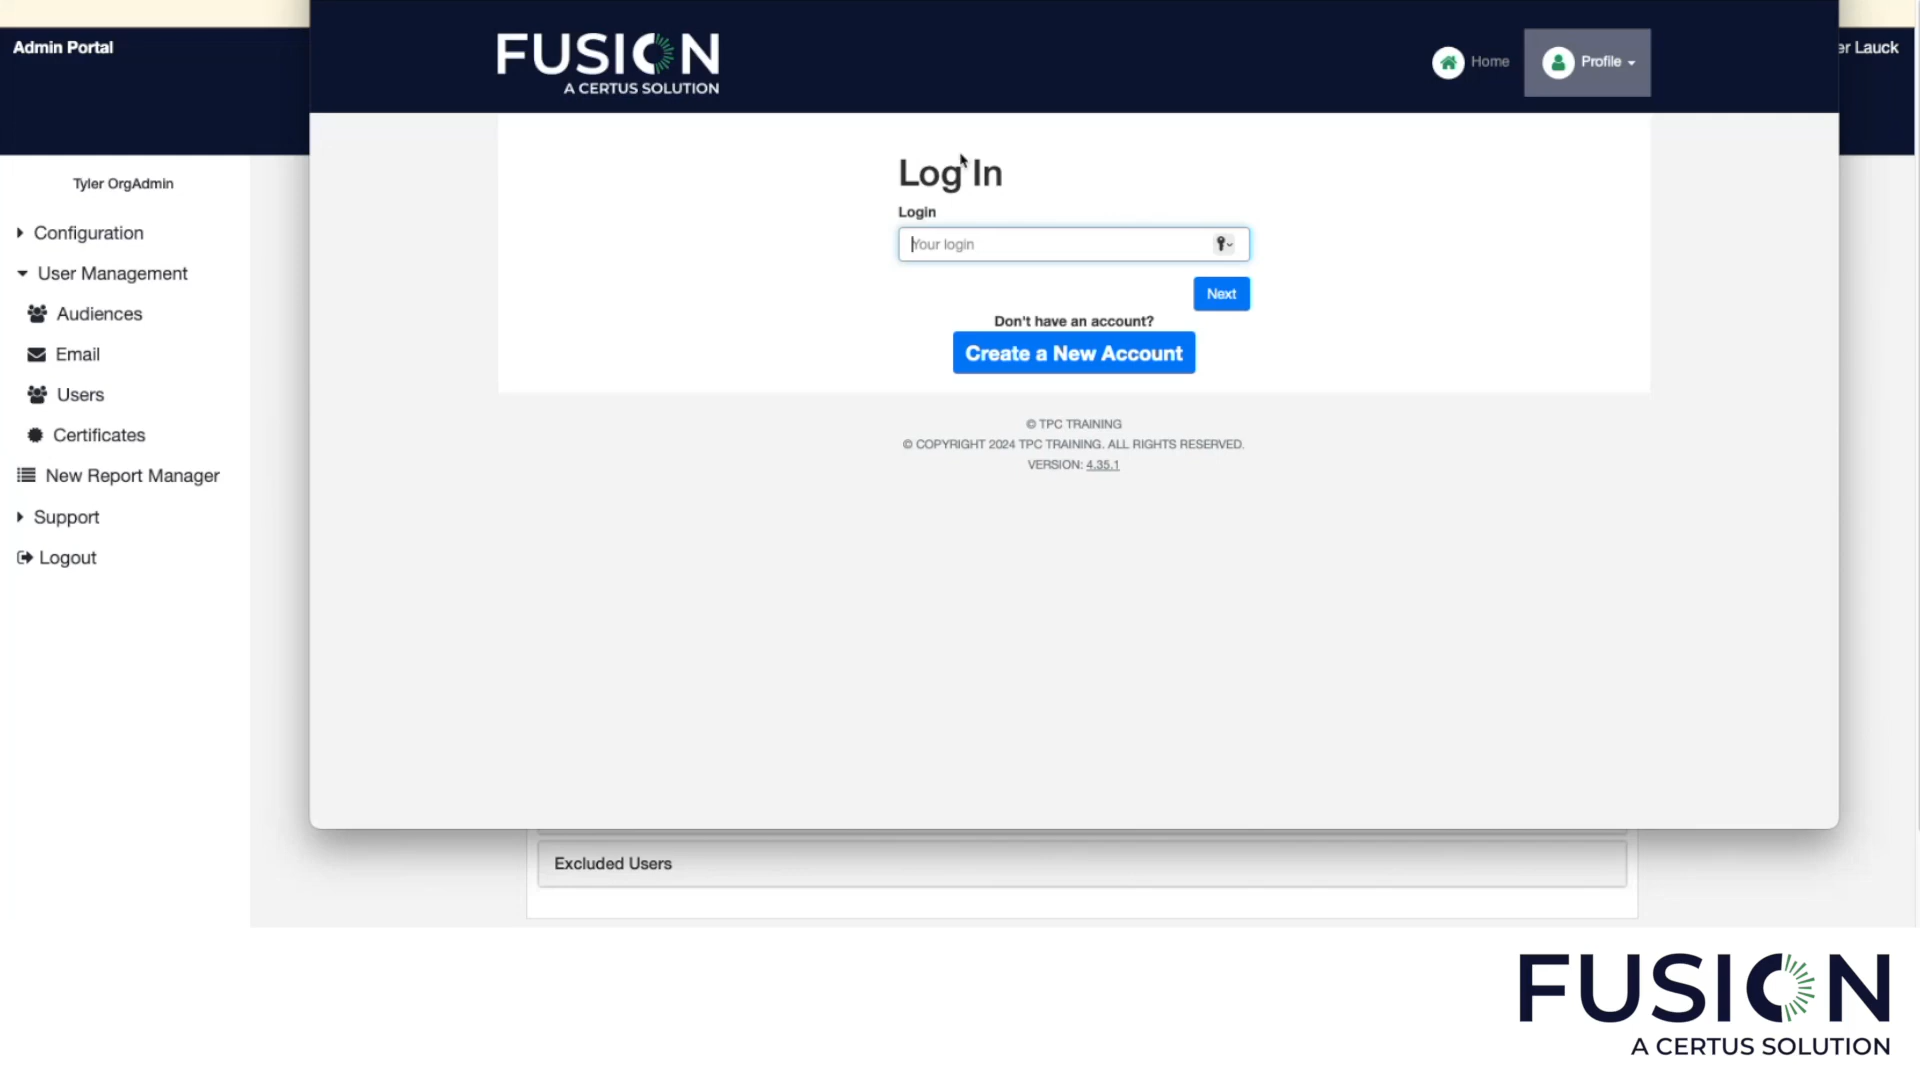 Admin Portal
FUSION
A CERTUS SOLUTION
Home
Profile
er Lauck
Tyler OrgAdmin
Configuration
User Management
Audiences
Email
Users
Certificates
New Report Manager
Support
Logout
Log In
Login
Your login
Next
Don't have an account?
Create a New Account
© TPC TRAINING
© COPYRIGHT 2024 TPC TRAINING. ALL RIGHTS RESERVED.
VERSION: 4.35.1
Excluded Users
FUSION
A CERTUS SOLUTION